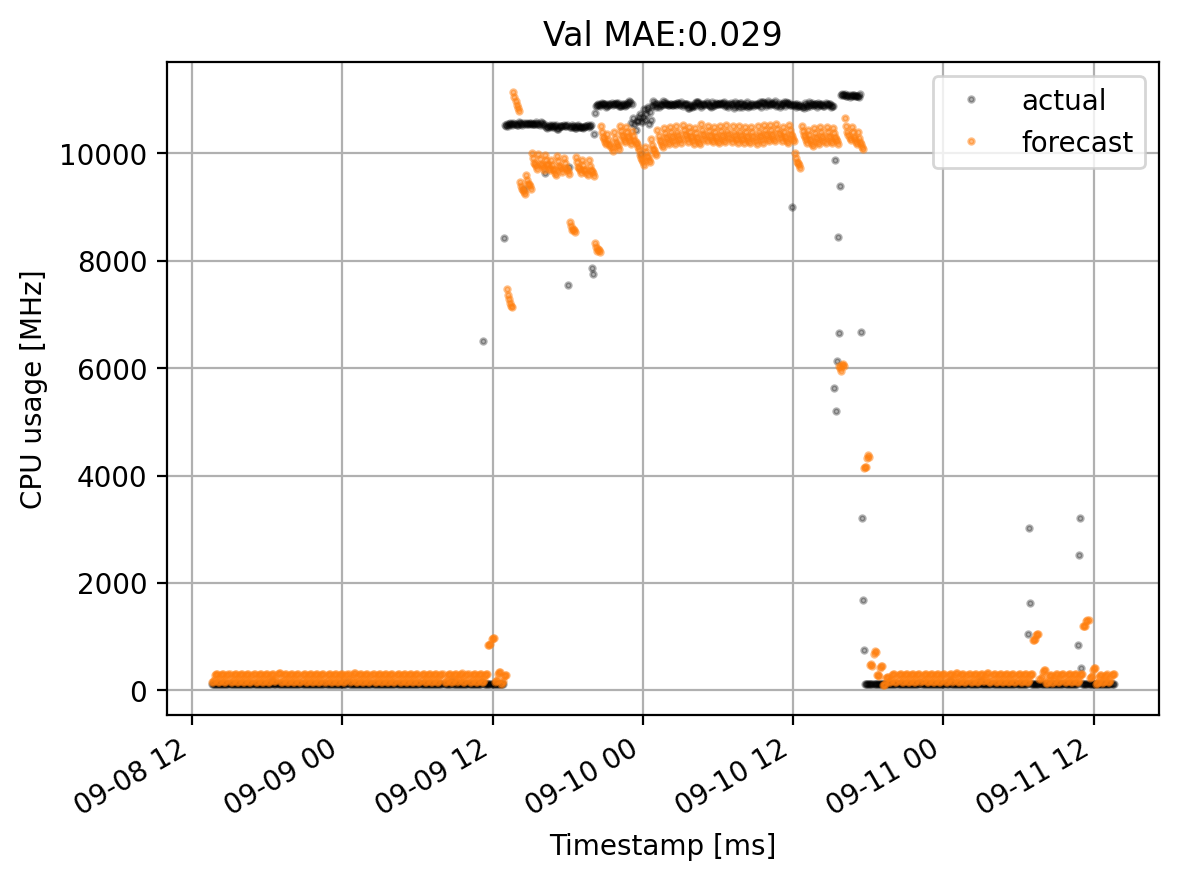 Val MAE:0.029
actual
forecast
CPU usage [MHz]
10000
8000
6000
4000
2000
0
09-08 12
09-09 00
09-09 12
09-10 00
09-10 12
09-11 00
09-11 12
Timestamp [ms]